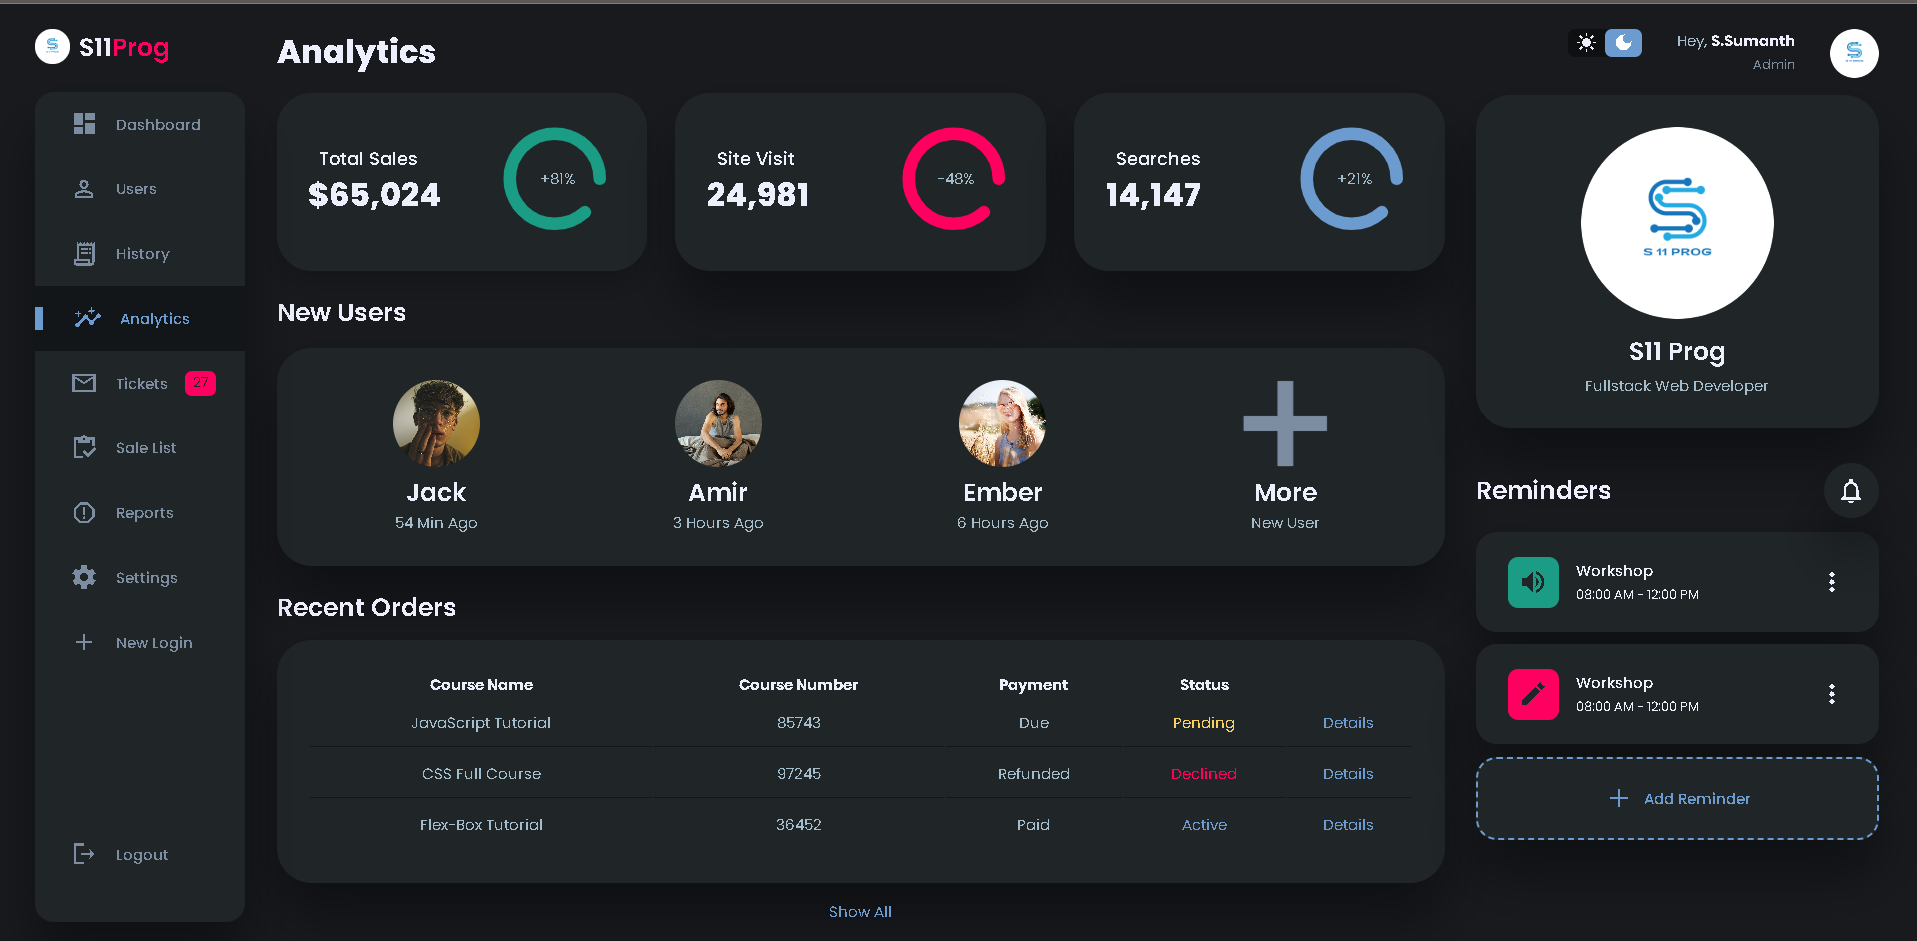 S11Prog
Dashboard
Users
History
Analytics
Tickets 27
Sale List
Reports
Settings
New Login
Logout
Analytics
Total Sales
$65,024
+81%
Site Visit
24,981
-48%
Searches
14,147
+21%
New Users
Jack
54 Min Ago
Amir
3 Hours Ago
Ember
6 Hours Ago
More
New User
Recent Orders
Course Name Course Number Payment Status
JavaScript Tutorial 85743 Due Pending Details
CSS Full Course 97245 Refunded Declined Details
Flex-Box Tutorial 36452 Paid Active Details
Show All
Hey, S.Sumanth
Admin
S 11 PROG
S11 Prog
Fullstack Web Developer
Reminders
Workshop
08:00 AM - 12:00 PM
Workshop
08:00 AM - 12:00 PM
Add Reminder